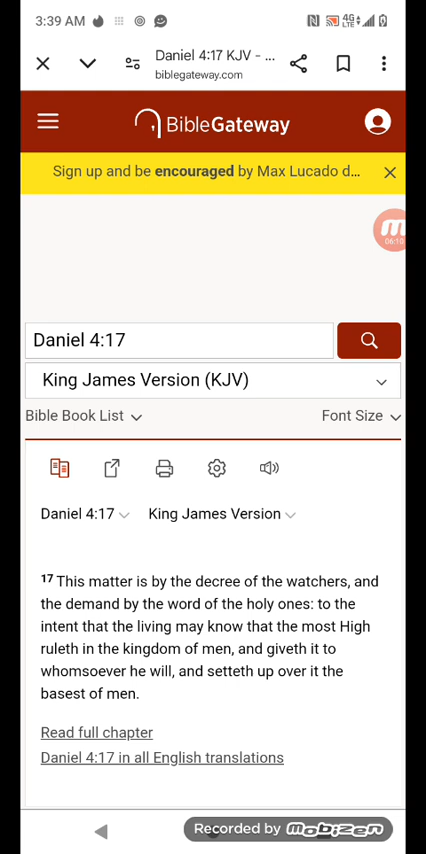 3:39 AM
4G
LTE
Daniel 4:17 KJV - ...
biblegateway.com
BibleGateway
Sign up and be encouraged by Max Lucado d...
06:10
Daniel 4:17
King James Version (KJV)
Bible Book List
Font Size
Daniel 4:17
King James Version
17 This matter is by the decree of the watchers, and
the demand by the word of the holy ones: to the
intent that the living may know that the most High
ruleth in the kingdom of men, and giveth it to
whomsoever he will, and setteth up over it the
basest of men.
Read full chapter
Daniel 4:17 in all English translations
Recorded by Mobizen